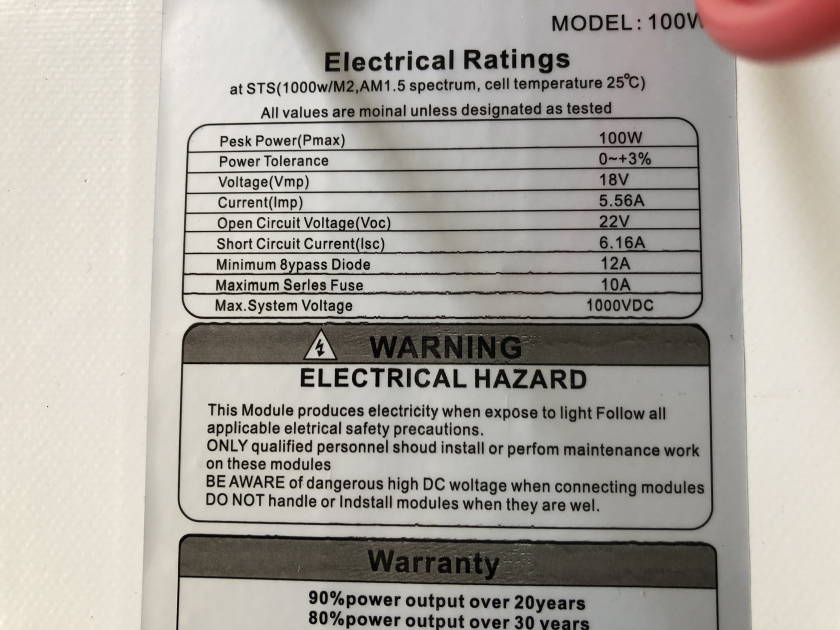 MODEL: 100W
Electrical Ratings
at STS(1000w/M2,AM1.5 spectrum, cell temperature 25℃)
All values are moinal unless designated as tested
Pesk Power(Pmax) 100W
Power Tolerance 0~+3%
Voltage(Vmp) 18V
Current(Imp) 5.56A
Open Circuit Voltage(Voc) 22V
Short Circuit Current(Isc) 6.16A
Minimum 8ypass Diode 12A
Maximum Serles Fuse 10A
Max.System Voltage 1000VDC
WARNING
ELECTRICAL HAZARD
This Module produces electricity when expose to light Follow all
applicable eletrical safety precautions.
ONLY qualified personnel shoud install or perfom maintenance work
on these modules
BE AWARE of dangerous high DC woltage when connecting modules
DO NOT handle or Indstall modules when they are wel.
Warranty
90%power output over 20years
80%power output over 30 years